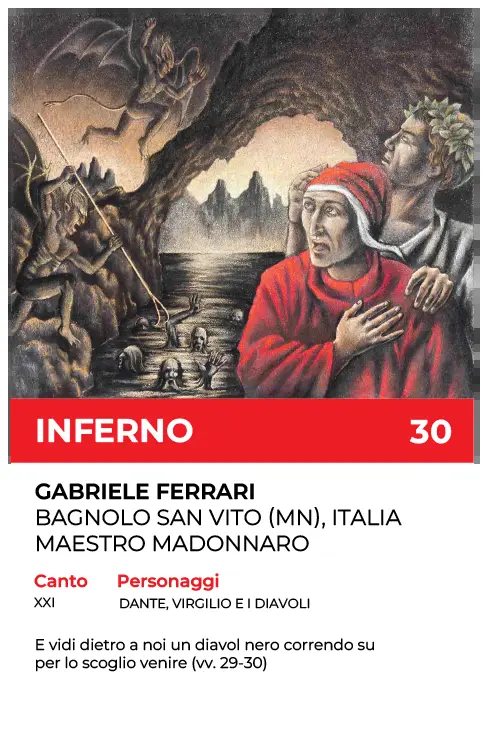 INFERNO 30
GABRIELE FERRARI
BAGNOLO SAN VITO (MN), ITALIA
MAESTRO MADONNARO
Canto Personaggi
XXI DANTE, VIRGILIO E I DIAVOLI
E vidi dietro a noi un diavol nero correndo su
per lo scoglio venire (vv. 29-30)